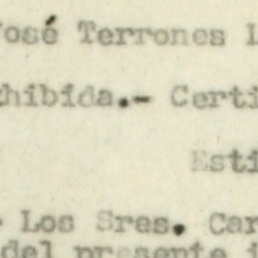 José Terrones
hibida.- Certi
Esti
Los Sres. Car
del presente